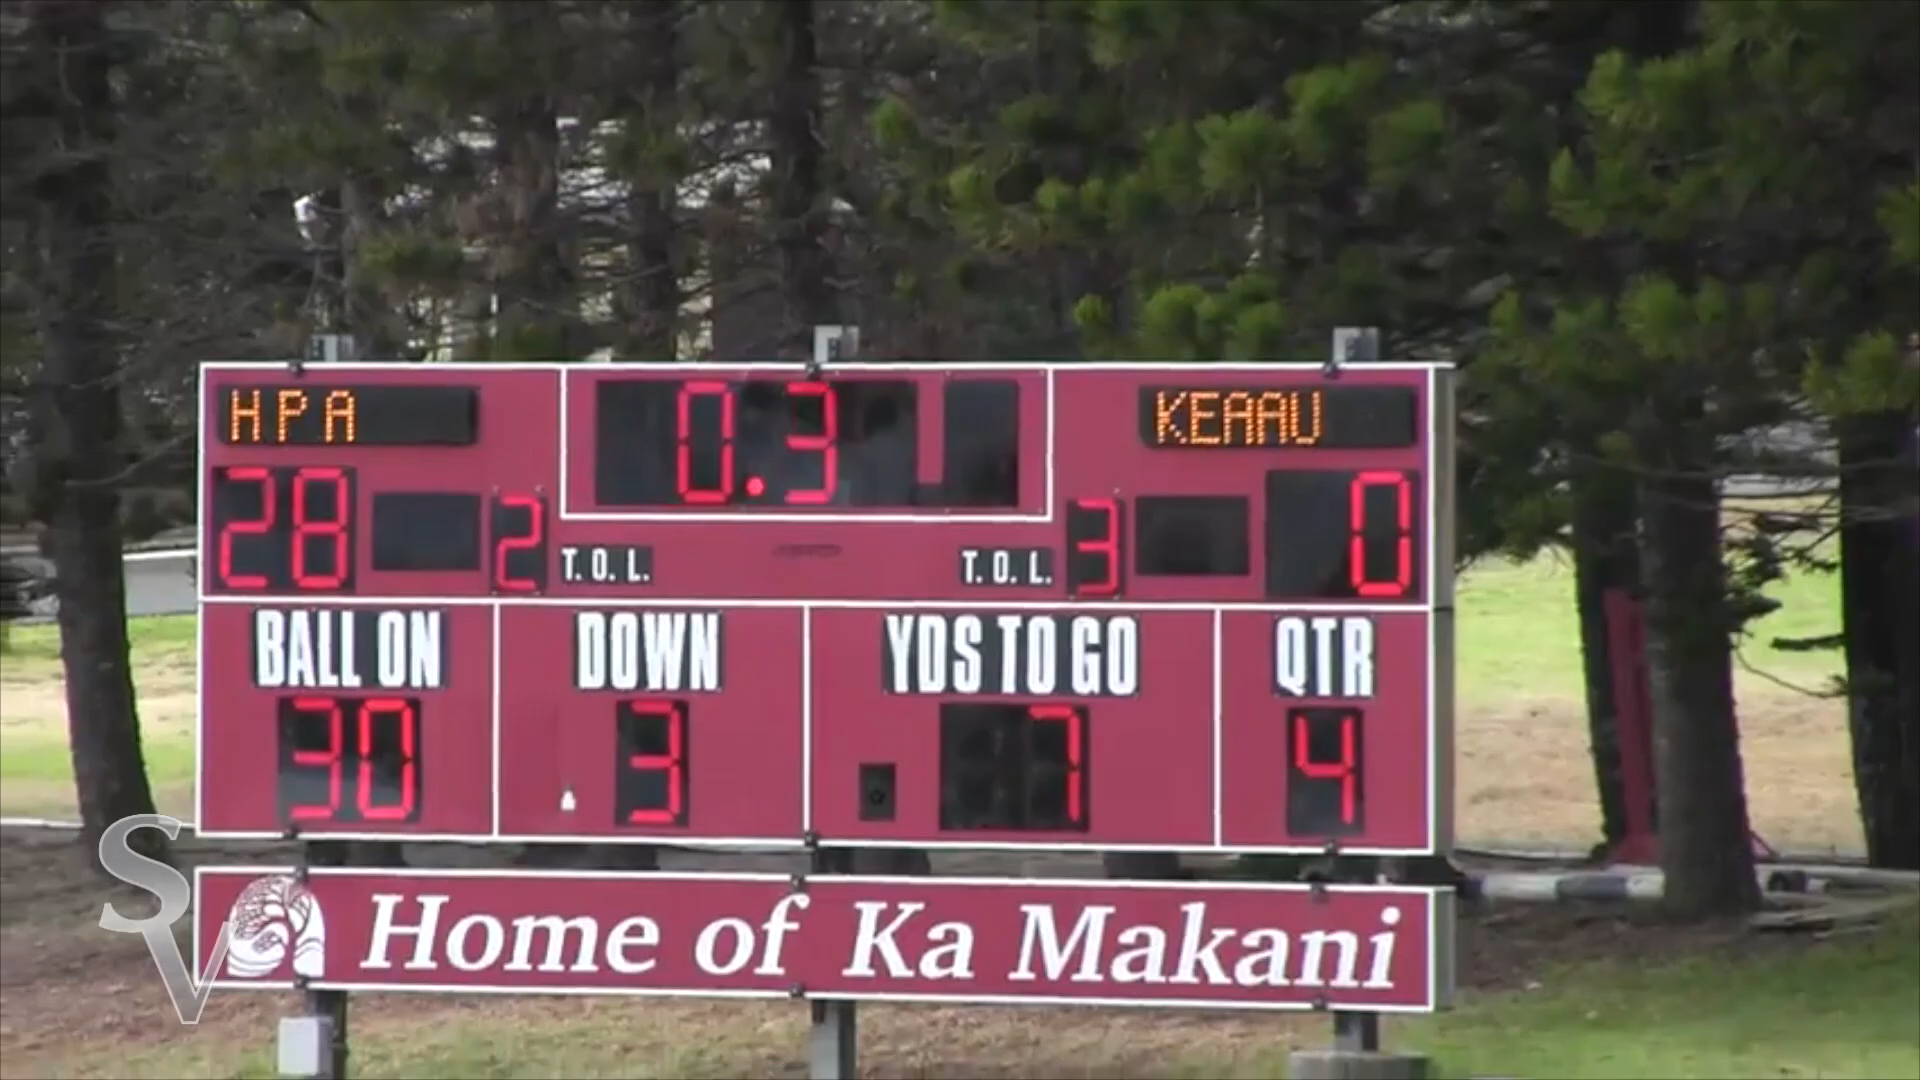 HPA 0.3 KEAAU
28 2 T.O.L. T.O.L. 3 0
BALL ON DOWN YDS TO GO QTR
30 3 7 4
Home of Ka Makani
SV